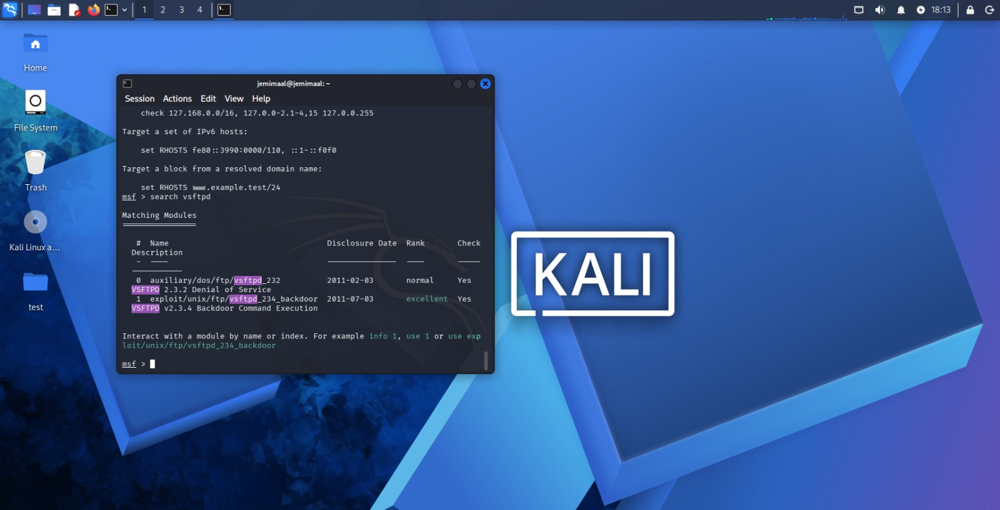 1 2 3 4 18:13
Home
File System
Trash
Kali Linux a...
test
jemimaal@jemimaal: ~
Session Actions Edit View Help
check 127.168.0.0/16, 127.0.0-2.1-4,15 127.0.0.255
Target a set of IPv6 hosts:
set RHOSTS fe80::3990:0000/110, ::1-::f0f0
Target a block from a resolved domain name:
set RHOSTS www.example.test/24
msf > search vsftpd
Matching Modules
================
# Name Disclosure Date Rank Check
Description
- ---- --------------- ---- -----
-----------
0 auxiliary/dos/ftp/vsftpd_232 2011-02-03 normal Yes
VSFTPD 2.3.2 Denial of Service
1 exploit/unix/ftp/vsftpd_234_backdoor 2011-07-03 excellent Yes
VSFTPD v2.3.4 Backdoor Command Execution
Interact with a module by name or index. For example info 1, use 1 or use exp
loit/unix/ftp/vsftpd_234_backdoor
msf >
KALI